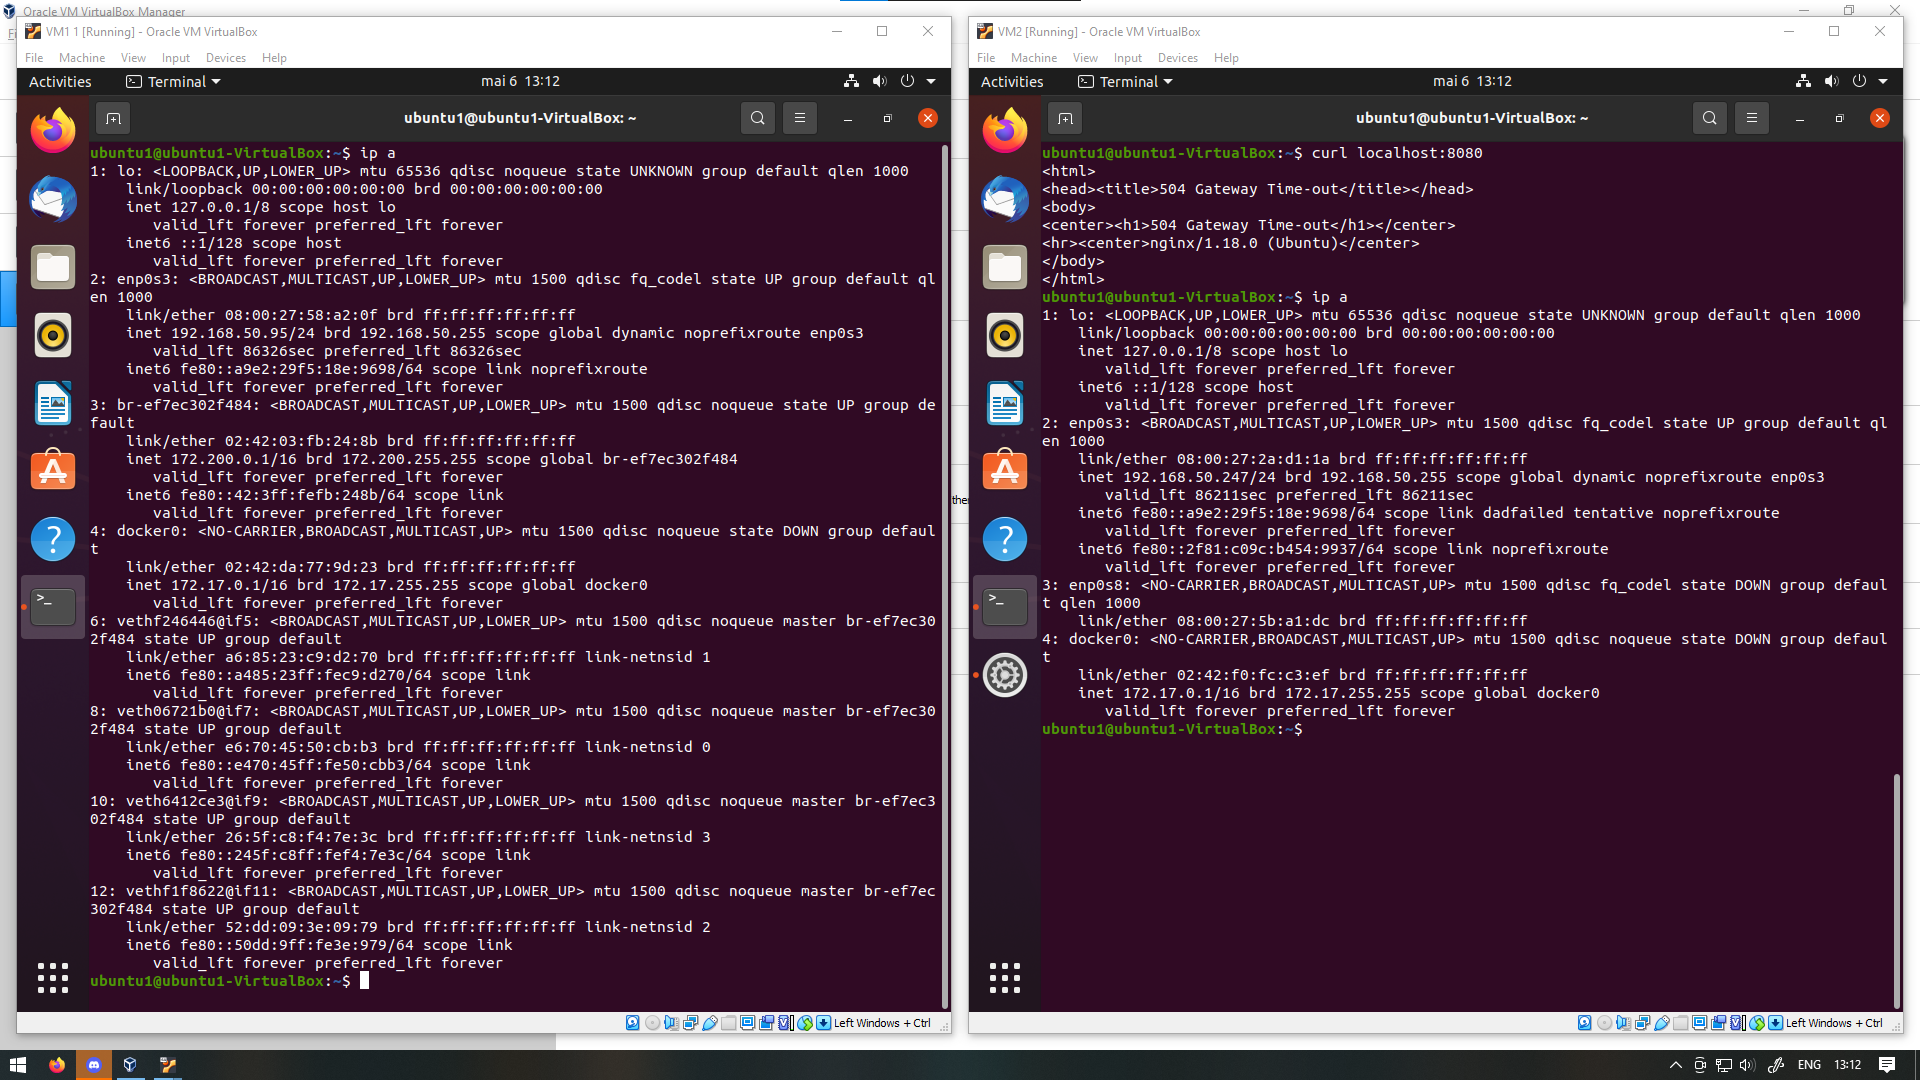 Oracle VM VirtualBox Manager
VM1 1 [Running] - Oracle VM VirtualBox
File Machine View Input Devices Help
Activities Terminal mai 6 13:12
ubuntu1@ubuntu1-VirtualBox: ~
ubuntu1@ubuntu1-VirtualBox:~$ ip a
1: lo: <LOOPBACK,UP,LOWER_UP> mtu 65536 qdisc noqueue state UNKNOWN group default qlen 1000
link/loopback 00:00:00:00:00:00 brd 00:00:00:00:00:00
inet 127.0.0.1/8 scope host lo
valid_lft forever preferred_lft forever
inet6 ::1/128 scope host
valid_lft forever preferred_lft forever
2: enp0s3: <BROADCAST,MULTICAST,UP,LOWER_UP> mtu 1500 qdisc fq_codel state UP group default ql
en 1000
link/ether 08:00:27:58:a2:0f brd ff:ff:ff:ff:ff:ff
inet 192.168.50.95/24 brd 192.168.50.255 scope global dynamic noprefixroute enp0s3
valid_lft 86326sec preferred_lft 86326sec
inet6 fe80::a9e2:29f5:18e:9698/64 scope link noprefixroute
valid_lft forever preferred_lft forever
3: br-ef7ec302f484: <BROADCAST,MULTICAST,UP,LOWER_UP> mtu 1500 qdisc noqueue state UP group de
fault
link/ether 02:42:03:fb:24:8b brd ff:ff:ff:ff:ff:ff
inet 172.200.0.1/16 brd 172.200.255.255 scope global br-ef7ec302f484
valid_lft forever preferred_lft forever
inet6 fe80::42:3ff:fefb:248b/64 scope link
valid_lft forever preferred_lft forever
4: docker0: <NO-CARRIER,BROADCAST,MULTICAST,UP> mtu 1500 qdisc noqueue state DOWN group defaul
t
link/ether 02:42:da:77:9d:23 brd ff:ff:ff:ff:ff:ff
inet 172.17.0.1/16 brd 172.17.255.255 scope global docker0
valid_lft forever preferred_lft forever
6: vethf246446@if5: <BROADCAST,MULTICAST,UP,LOWER_UP> mtu 1500 qdisc noqueue master br-ef7ec30
2f484 state UP group default
link/ether a6:85:23:c9:d2:70 brd ff:ff:ff:ff:ff:ff link-netnsid 1
inet6 fe80::a485:23ff:fec9:d270/64 scope link
valid_lft forever preferred_lft forever
8: veth06721b0@if7: <BROADCAST,MULTICAST,UP,LOWER_UP> mtu 1500 qdisc noqueue master br-ef7ec30
2f484 state UP group default
link/ether e6:70:45:50:cb:b3 brd ff:ff:ff:ff:ff:ff link-netnsid 0
inet6 fe80::e470:45ff:fe50:cbb3/64 scope link
valid_lft forever preferred_lft forever
10: veth6412ce3@if9: <BROADCAST,MULTICAST,UP,LOWER_UP> mtu 1500 qdisc noqueue master br-ef7ec3
02f484 state UP group default
link/ether 26:5f:c8:f4:7e:3c brd ff:ff:ff:ff:ff:ff link-netnsid 3
inet6 fe80::245f:c8ff:fef4:7e3c/64 scope link
valid_lft forever preferred_lft forever
12: vethf1f8622@if11: <BROADCAST,MULTICAST,UP,LOWER_UP> mtu 1500 qdisc noqueue master br-ef7ec
302f484 state UP group default
link/ether 52:dd:09:3e:09:79 brd ff:ff:ff:ff:ff:ff link-netnsid 2
inet6 fe80::50dd:9ff:fe3e:979/64 scope link
valid_lft forever preferred_lft forever
ubuntu1@ubuntu1-VirtualBox:~$
Left Windows + Ctrl
VM2 [Running] - Oracle VM VirtualBox
File Machine View Input Devices Help
Activities Terminal mai 6 13:12
ubuntu1@ubuntu1-VirtualBox: ~
ubuntu1@ubuntu1-VirtualBox:~$ curl localhost:8080
<html>
<head><title>504 Gateway Time-out</title></head>
<body>
<center><h1>504 Gateway Time-out</h1></center>
<hr><center>nginx/1.18.0 (Ubuntu)</center>
</body>
</html>
ubuntu1@ubuntu1-VirtualBox:~$ ip a
1: lo: <LOOPBACK,UP,LOWER_UP> mtu 65536 qdisc noqueue state UNKNOWN group default qlen 1000
link/loopback 00:00:00:00:00:00 brd 00:00:00:00:00:00
inet 127.0.0.1/8 scope host lo
valid_lft forever preferred_lft forever
inet6 ::1/128 scope host
valid_lft forever preferred_lft forever
2: enp0s3: <BROADCAST,MULTICAST,UP,LOWER_UP> mtu 1500 qdisc fq_codel state UP group default ql
en 1000
link/ether 08:00:27:2a:d1:1a brd ff:ff:ff:ff:ff:ff
inet 192.168.50.247/24 brd 192.168.50.255 scope global dynamic noprefixroute enp0s3
valid_lft 86211sec preferred_lft 86211sec
inet6 fe80::a9e2:29f5:18e:9698/64 scope link dadfailed tentative noprefixroute
valid_lft forever preferred_lft forever
inet6 fe80::2f81:c09c:b454:9937/64 scope link noprefixroute
valid_lft forever preferred_lft forever
3: enp0s8: <NO-CARRIER,BROADCAST,MULTICAST,UP> mtu 1500 qdisc fq_codel state DOWN group defaul
t qlen 1000
link/ether 08:00:27:5b:a1:dc brd ff:ff:ff:ff:ff:ff
4: docker0: <NO-CARRIER,BROADCAST,MULTICAST,UP> mtu 1500 qdisc noqueue state DOWN group defaul
t
link/ether 02:42:f0:fc:c3:ef brd ff:ff:ff:ff:ff:ff
inet 172.17.0.1/16 brd 172.17.255.255 scope global docker0
valid_lft forever preferred_lft forever
ubuntu1@ubuntu1-VirtualBox:~$
Left Windows + Ctrl
ENG 13:12